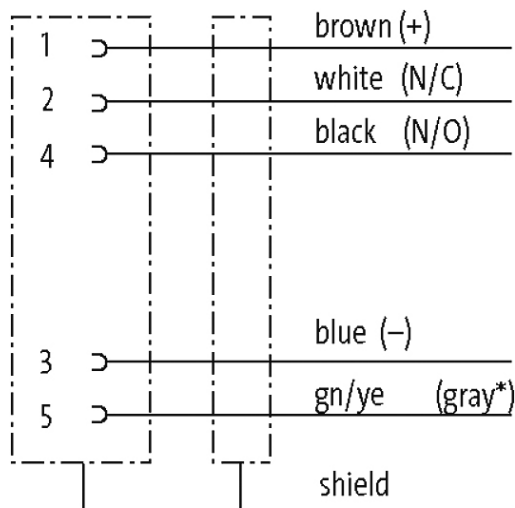 1 brown (+)
2 white (N/C)
4 black (N/O)
3 blue (–)
5 gn/ye (gray*)
shield